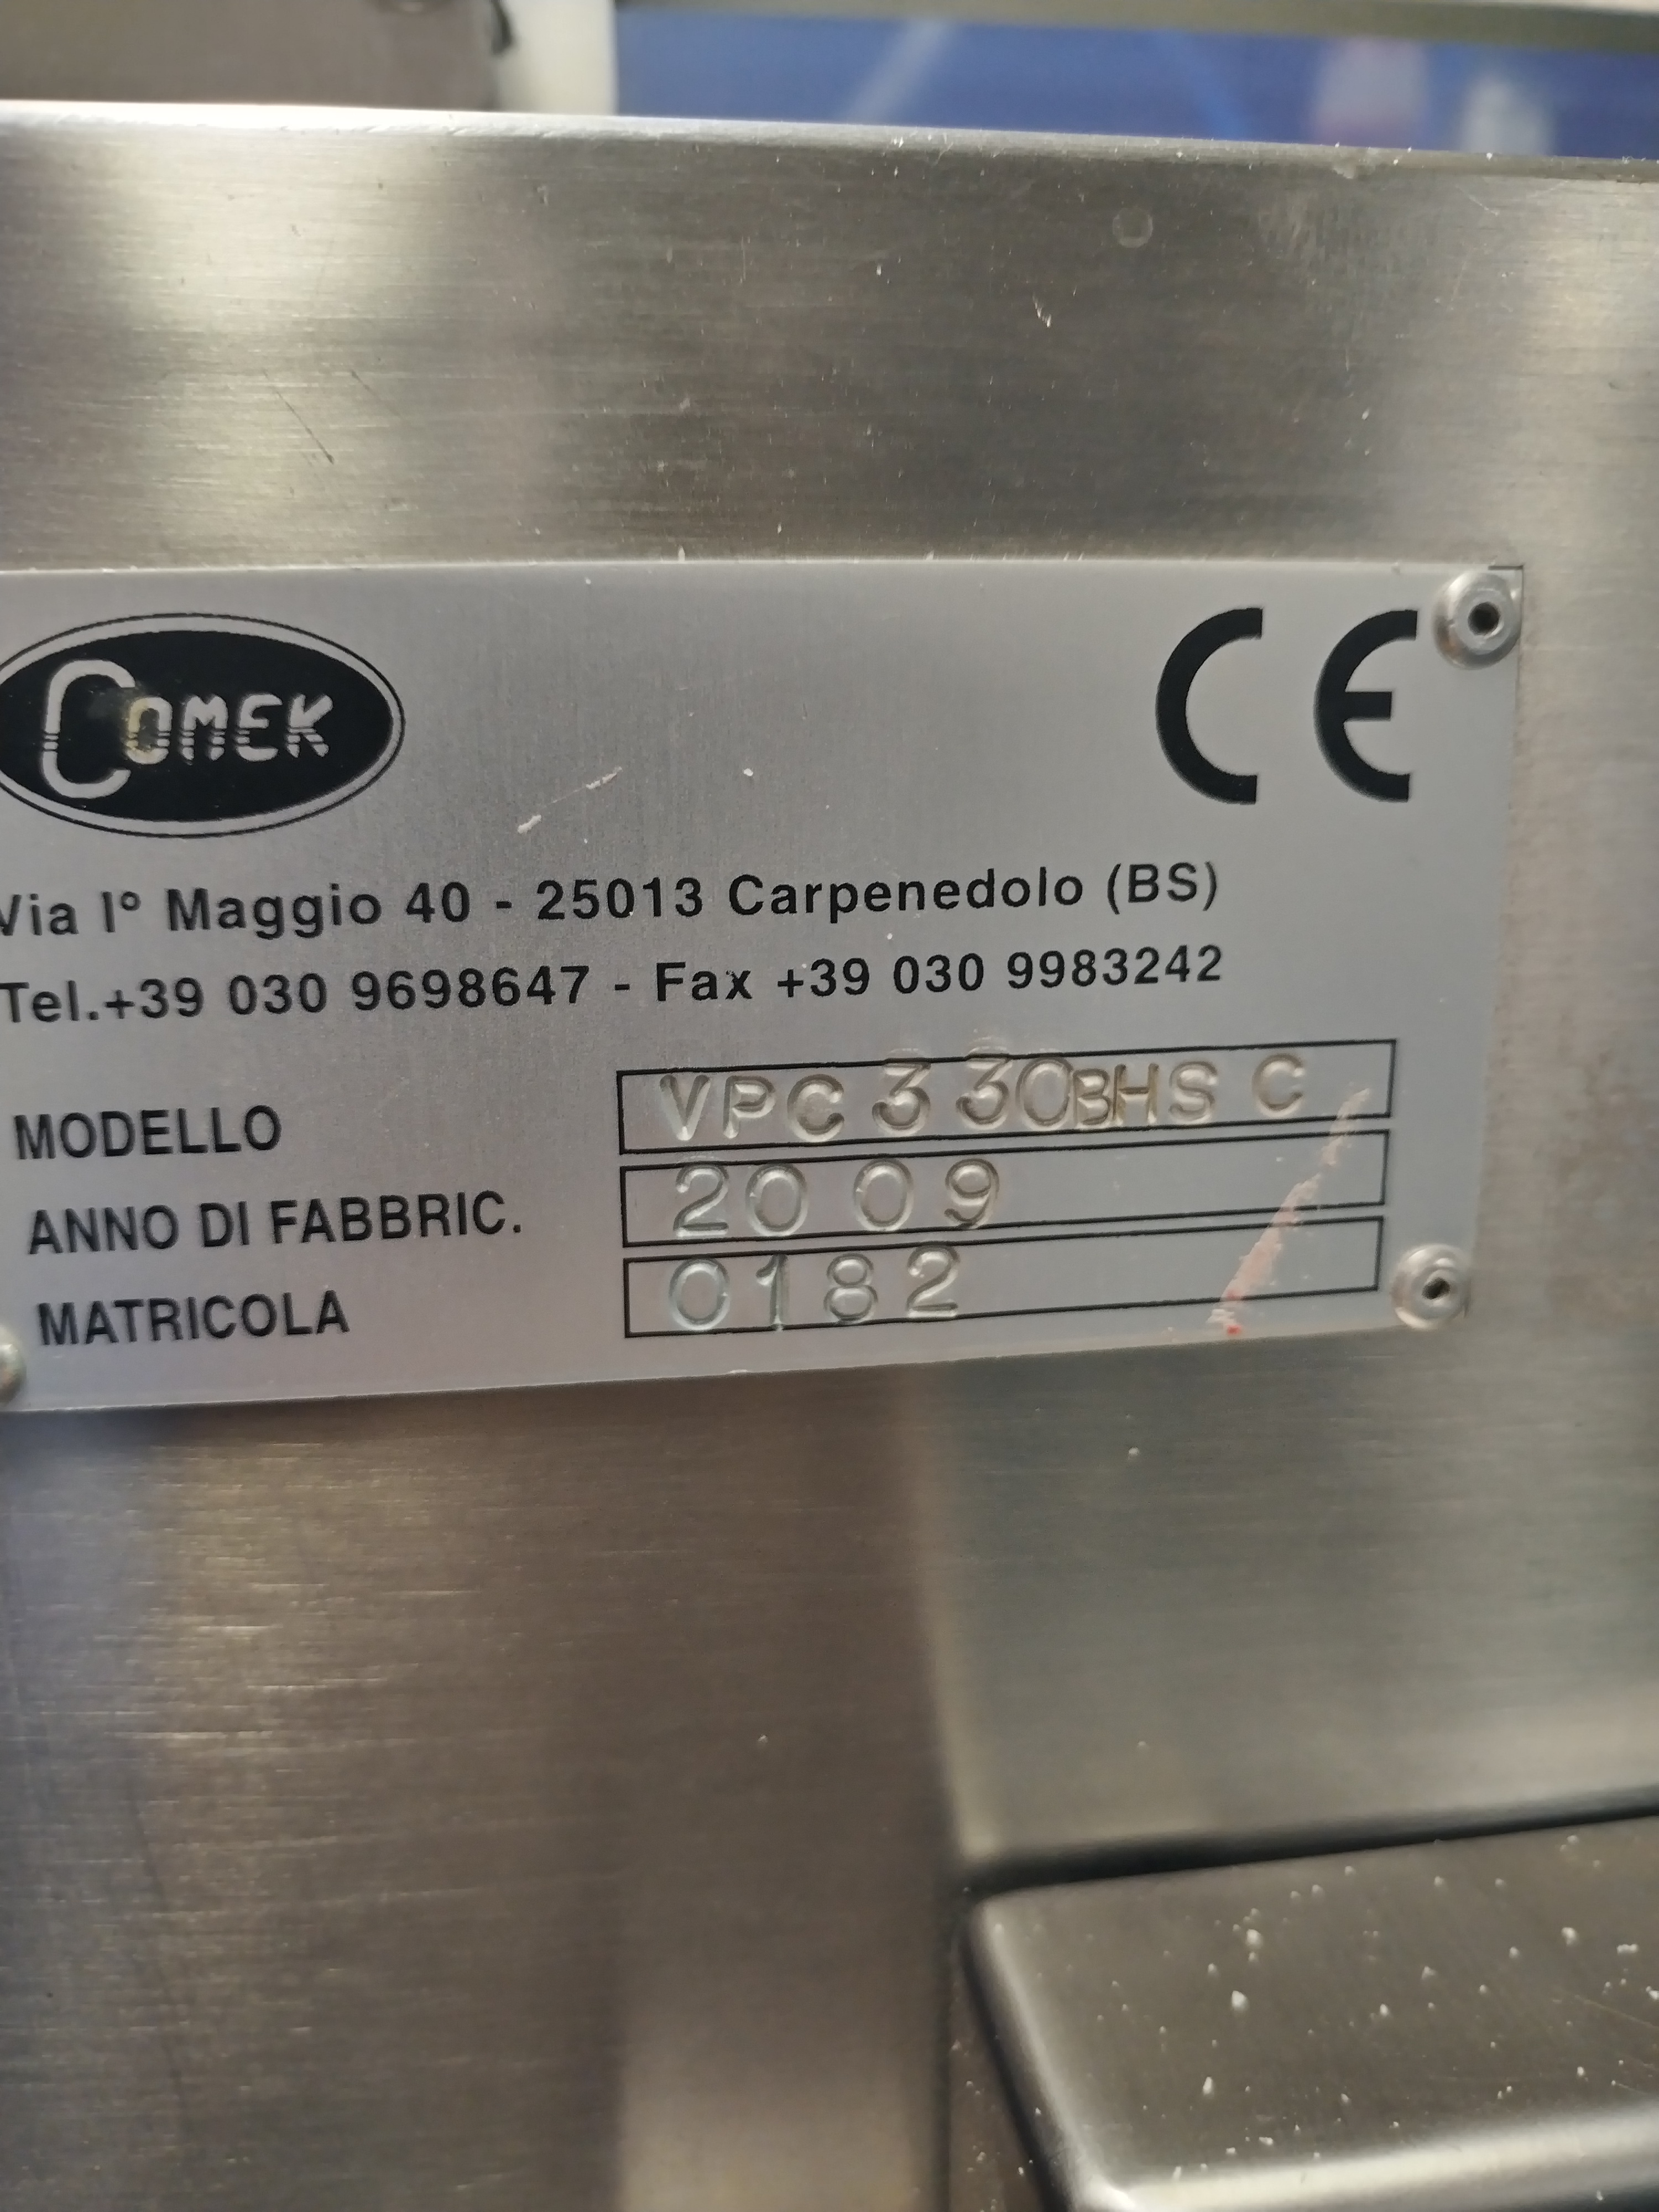 COMEK
CE
Via I° Maggio 40 - 25013 Carpenedolo (BS)
Tel.+39 030 9698647 - Fax +39 030 9983242
MODELLO VPC 330BHS C
ANNO DI FABBRIC. 2009
MATRICOLA 0182